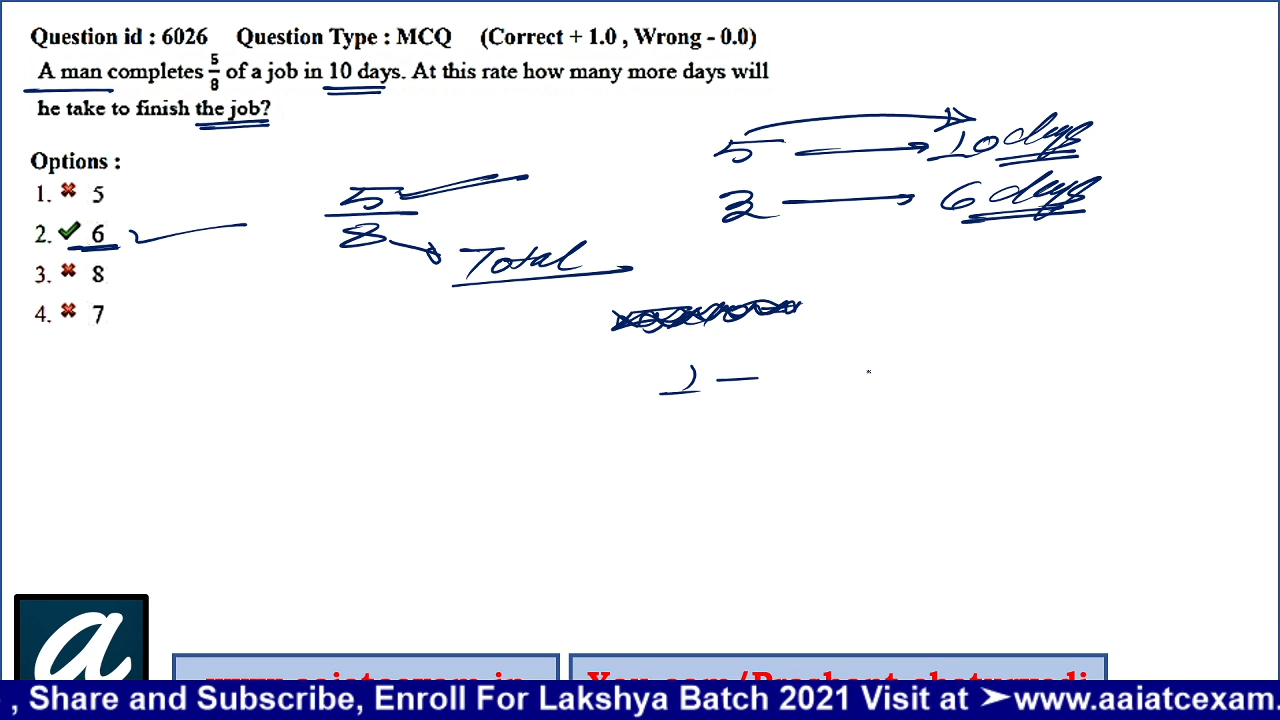 Question id : 6026 Question Type : MCQ (Correct + 1.0 , Wrong - 0.0)
A man completes 5/8 of a job in 10 days. At this rate how many more days will
he take to finish the job?
Options :
1. ✖ 5
2. ✔ 6
3. ✖ 8
4. ✖ 7
5/8
Total
5 → 10 days
3 → 6 days
1 —
a
, Share and Subscribe, Enroll For Lakshya Batch 2021 Visit at ➤www.aaiatcexam.